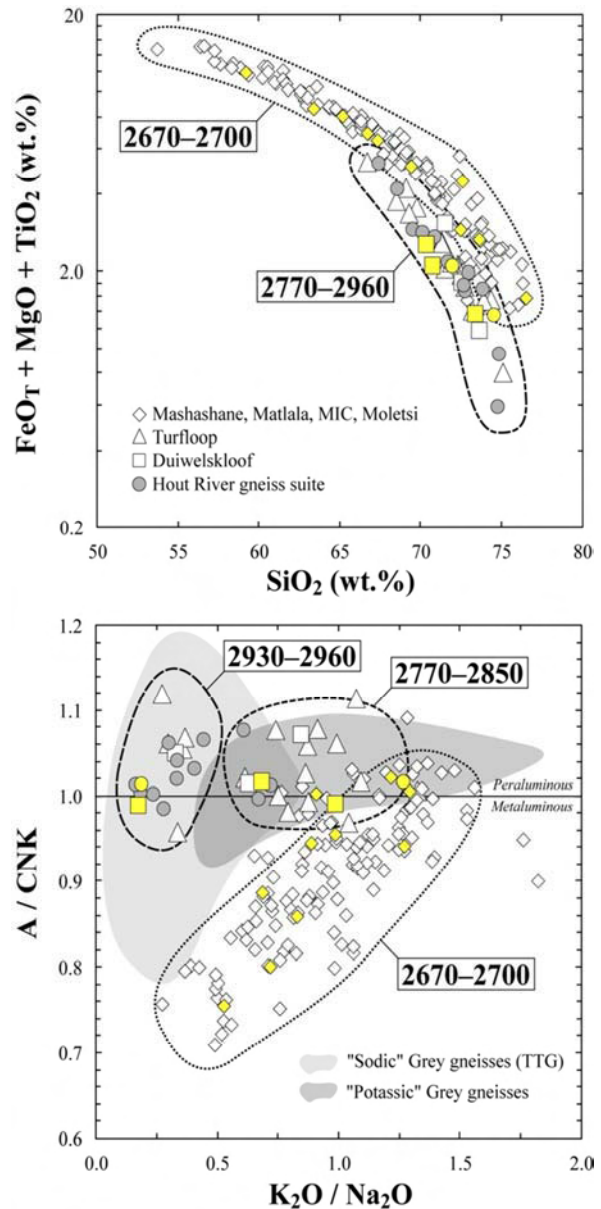 20
2670–2700
2.0
2770–2960
Mashashane, Matlala, MIC, Moletsi
Turfloop
Duiwelskloof
Hout River gneiss suite
0.2
50 55 60 65 70 75 80
SiO2 (wt.%)
FeOT + MgO + TiO2 (wt.%)
1.2
2930–2960
2770–2850
1.1
1.0
Peraluminous
Metaluminous
0.9
0.8
2670–2700
0.7
"Sodic" Grey gneisses (TTG)
"Potassic" Grey gneisses
0.6
0.0 0.5 1.0 1.5 2.0
K2O / Na2O
A / CNK